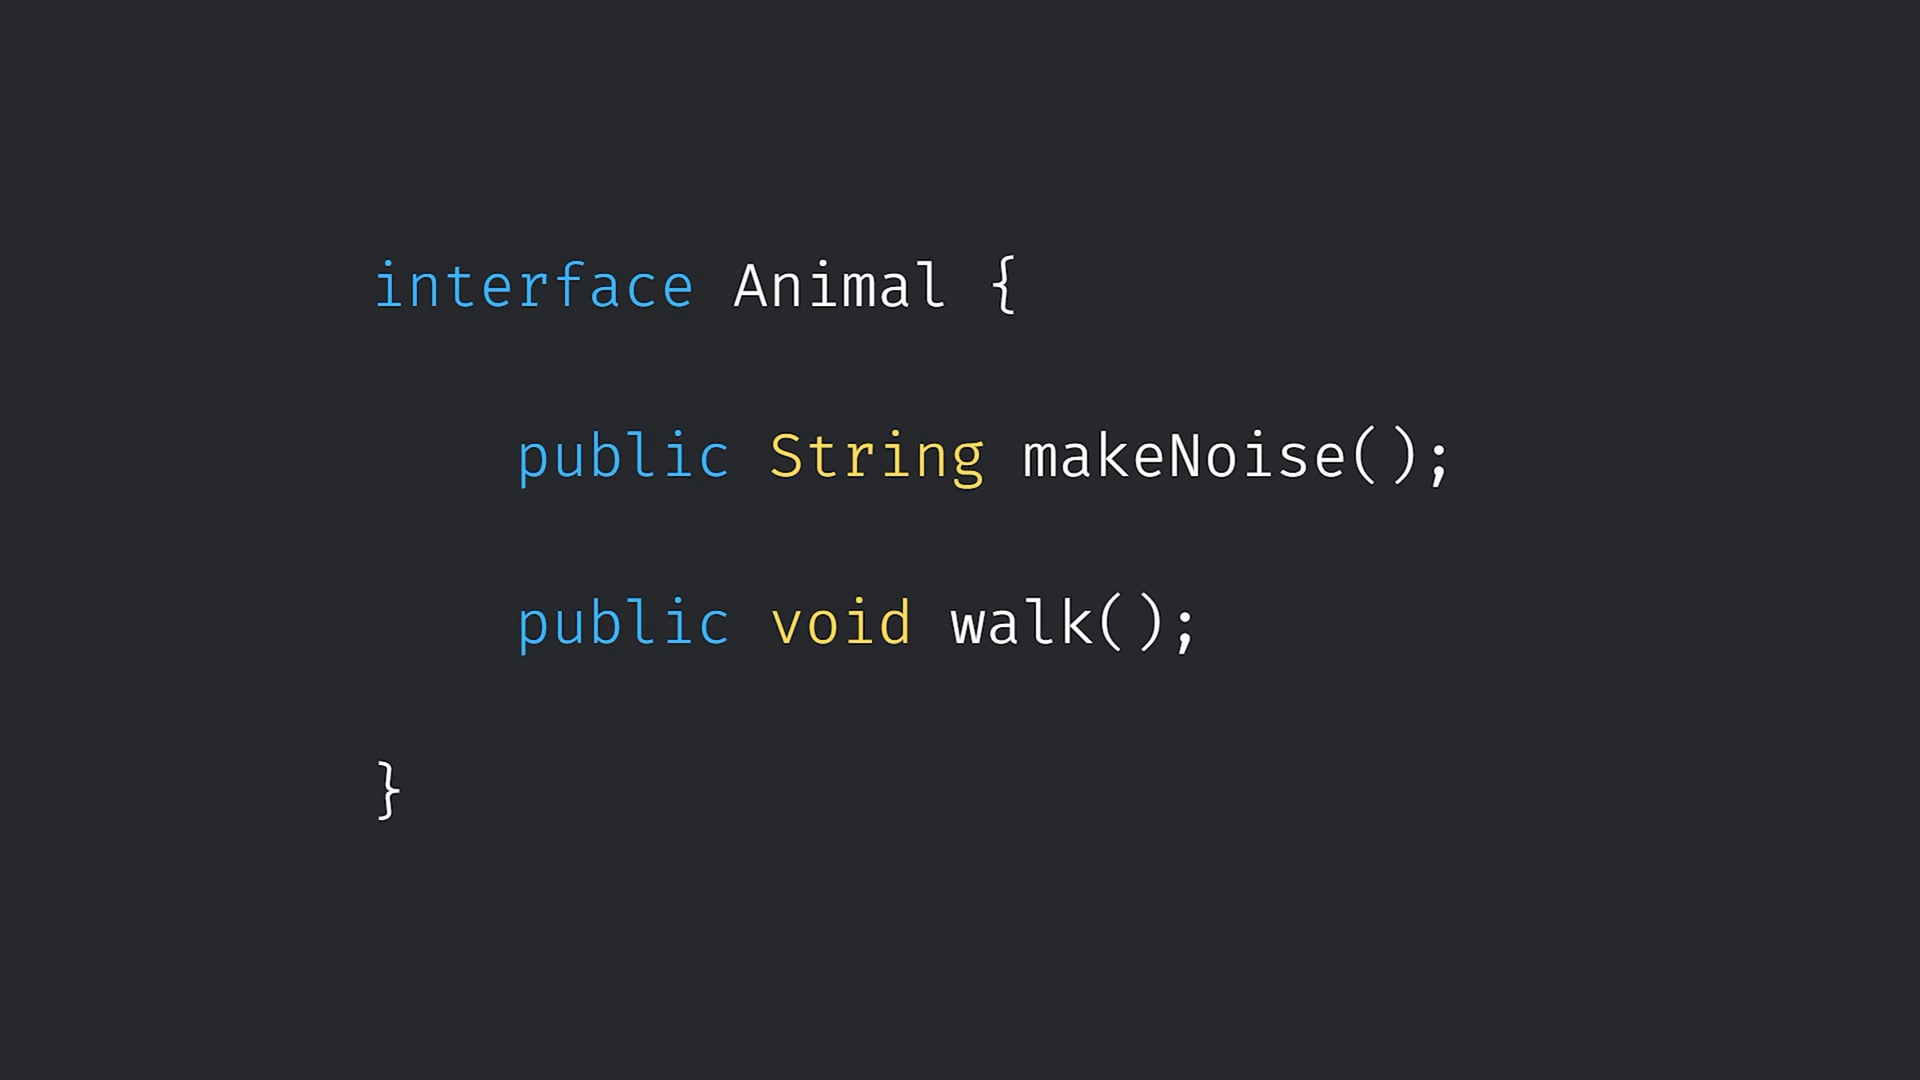 interface Animal {
public String makeNoise();
public void walk();
}